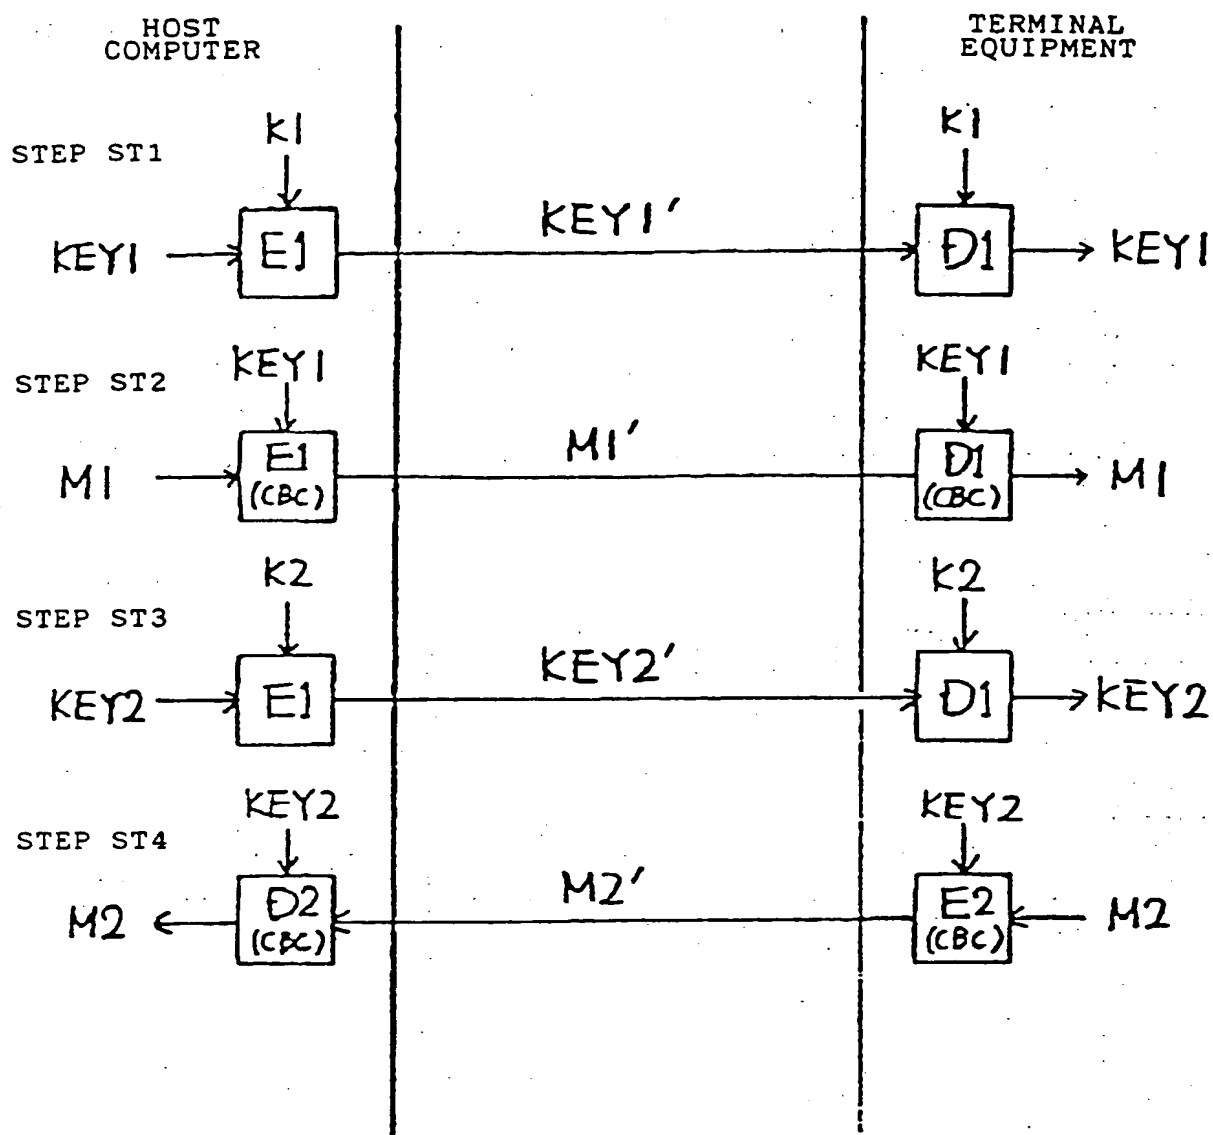 HOST
COMPUTER
TERMINAL
EQUIPMENT
STEP ST1
K1
K1
KEY1
E1
KEY1'
D1
KEY1
STEP ST2
KEY1
KEY1
M1
E1
(CBC)
M1'
D1
(CBC)
M1
STEP ST3
K2
K2
KEY2
E1
KEY2'
D1
KEY2
STEP ST4
KEY2
KEY2
M2
D2
(CBC)
M2'
E2
(CBC)
M2